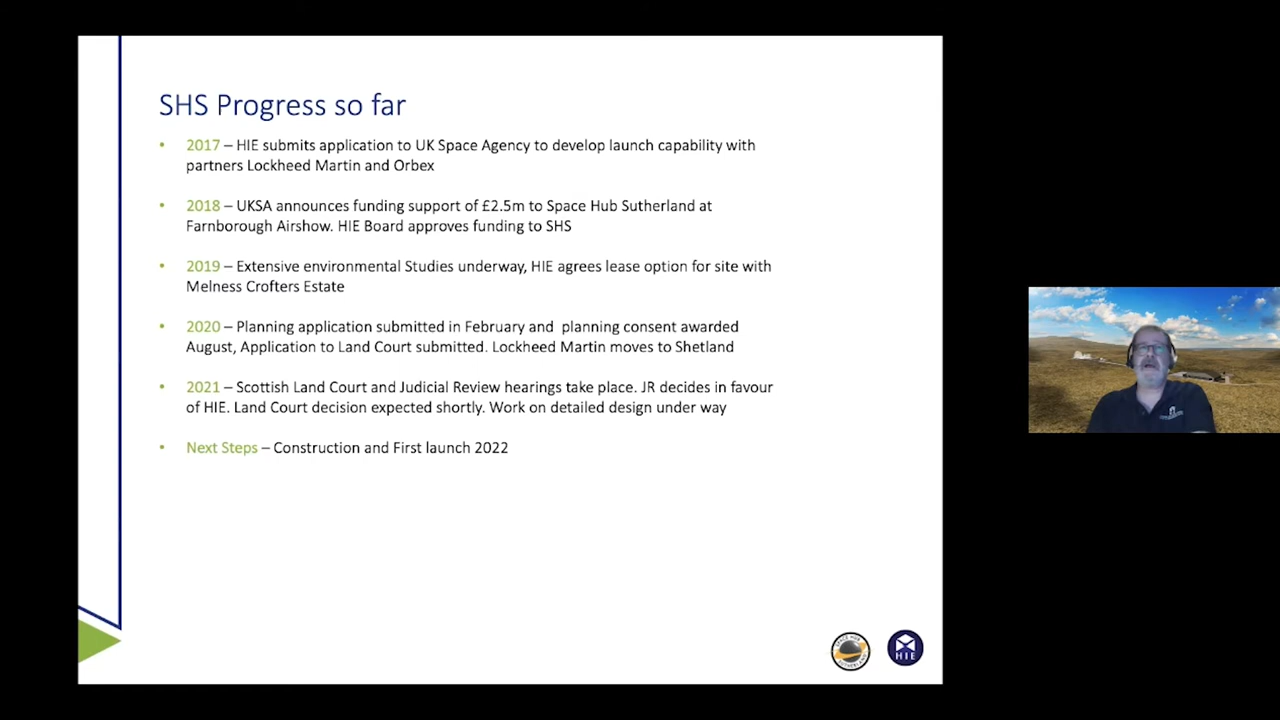 SHS Progress so far
• 2017 – HIE submits application to UK Space Agency to develop launch capability with
partners Lockheed Martin and Orbex
• 2018 – UKSA announces funding support of £2.5m to Space Hub Sutherland at
Farnborough Airshow. HIE Board approves funding to SHS
• 2019 – Extensive environmental Studies underway, HIE agrees lease option for site with
Melness Crofters Estate
• 2020 – Planning application submitted in February and  planning consent awarded
August, Application to Land Court submitted. Lockheed Martin moves to Shetland
• 2021 – Scottish Land Court and Judicial Review hearings take place. JR decides in favour
of HIE. Land Court decision expected shortly. Work on detailed design under way
• Next Steps – Construction and First launch 2022
SPACE HUB
SUTHERLAND
HIE